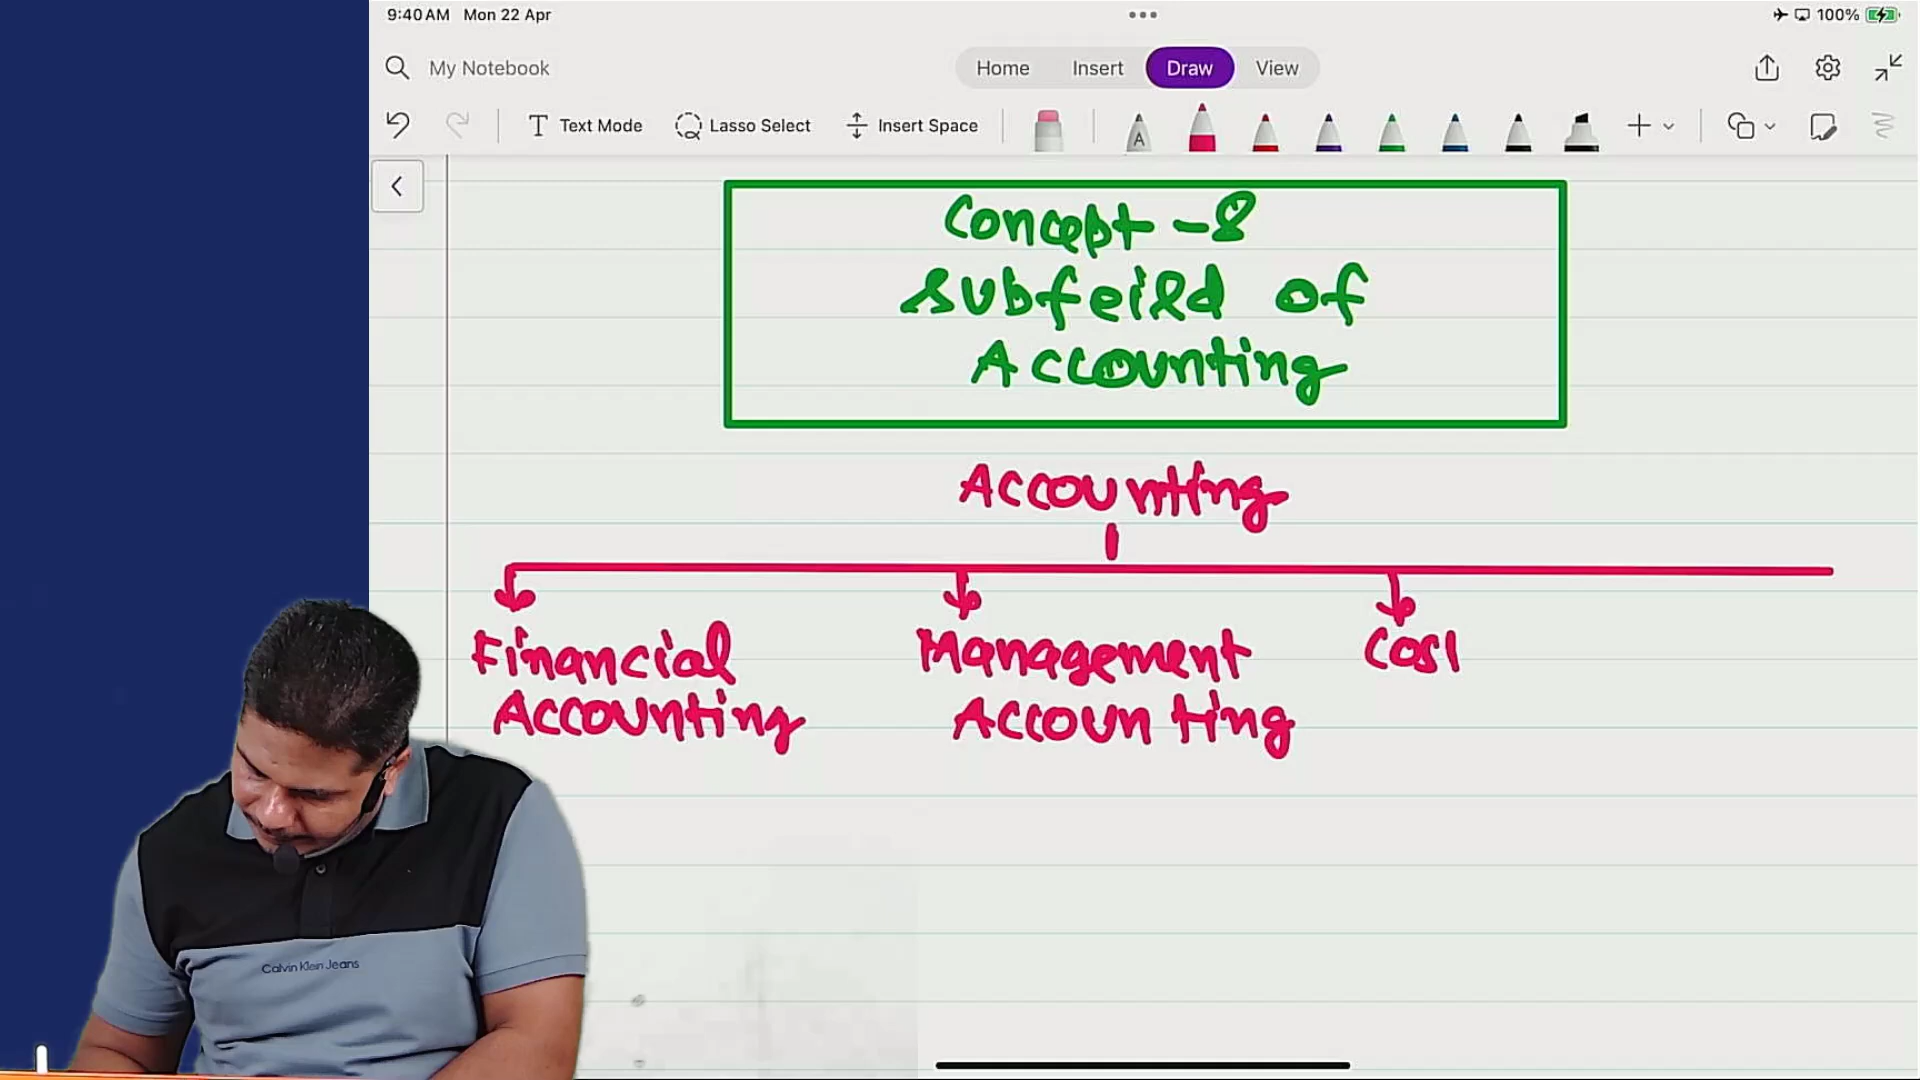 9:40 AM Mon 22 Apr
100%
My Notebook
Home Insert Draw View
Text Mode Lasso Select Insert Space
A
Concept - 8
Subfeild of
Accounting
Accounting
Financial Management Cost
Accounting Accounting
Calvin Klein Jeans